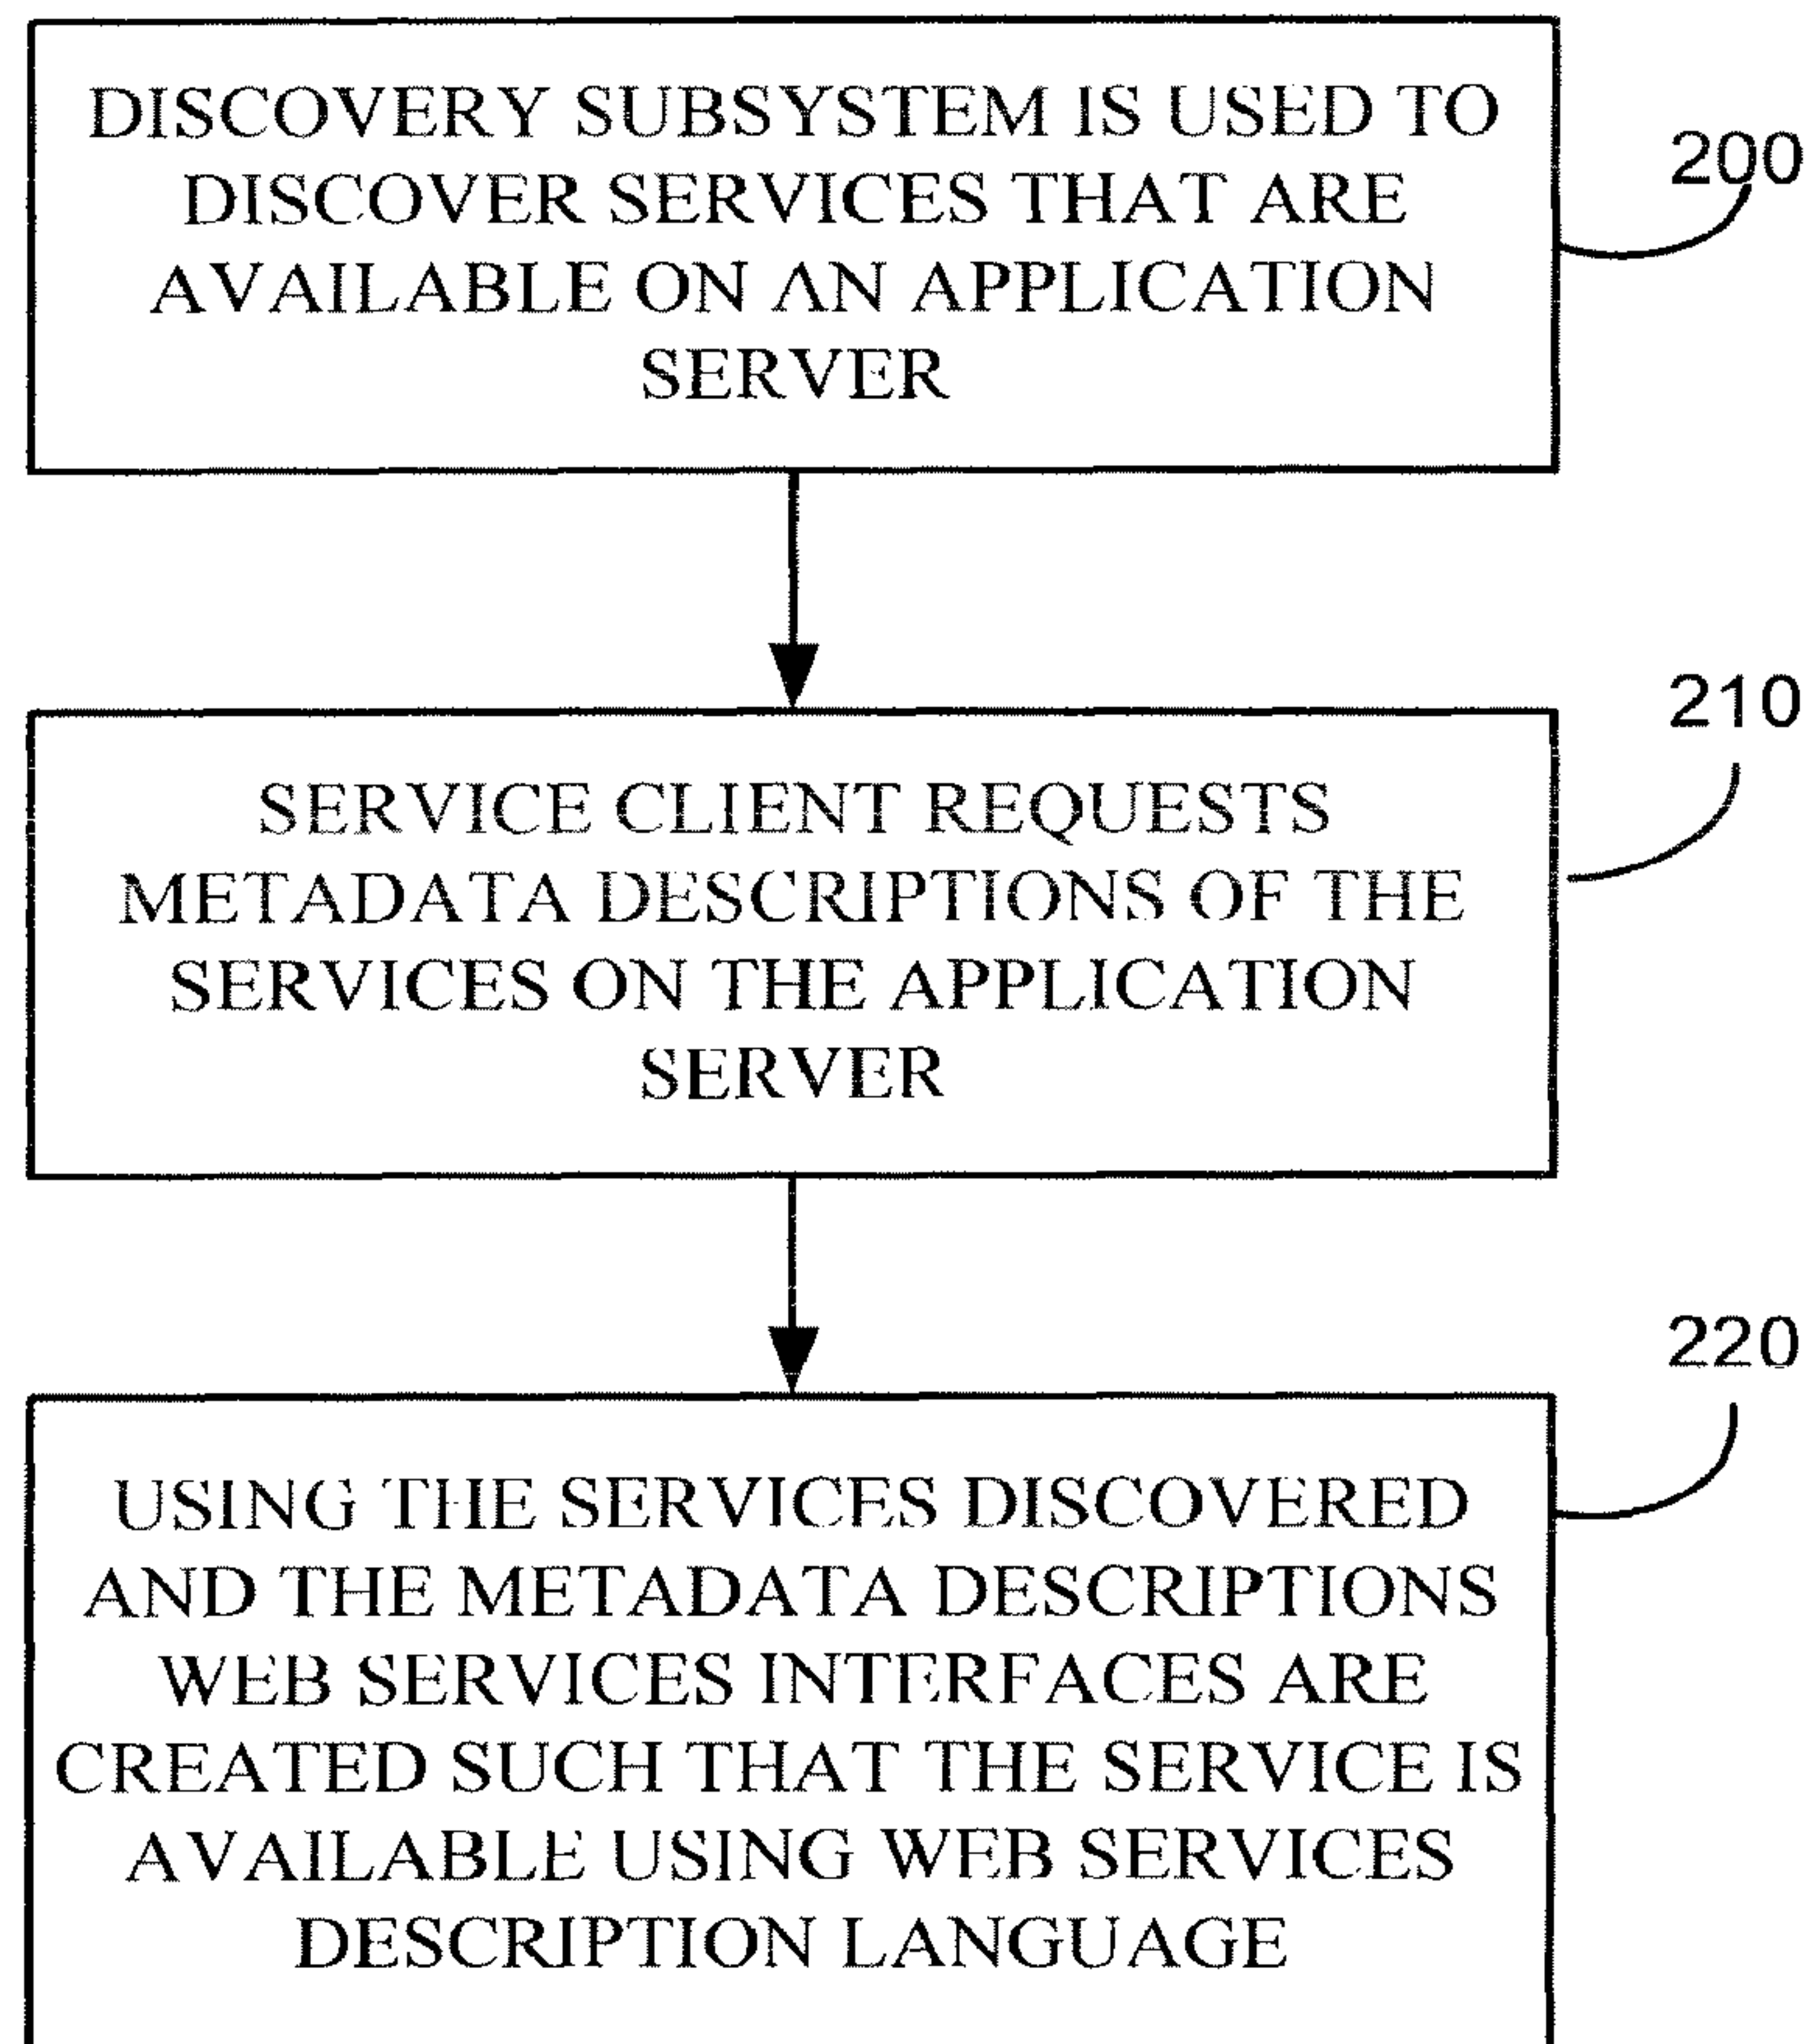 DISCOVERY SUBSYSTEM IS USED TO
DISCOVER SERVICES THAT ARE
AVAILABLE ON AN APPLICATION
SERVER
200
SERVICE CLIENT REQUESTS
METADATA DESCRIPTIONS OF THE
SERVICES ON THE APPLICATION
SERVER
210
USING THE SERVICES DISCOVERED
AND THE METADATA DESCRIPTIONS
WEB SERVICES INTERFACES ARE
CREATED SUCH THAT THE SERVICE IS
AVAILABLE USING WEB SERVICES
DESCRIPTION LANGUAGE
220